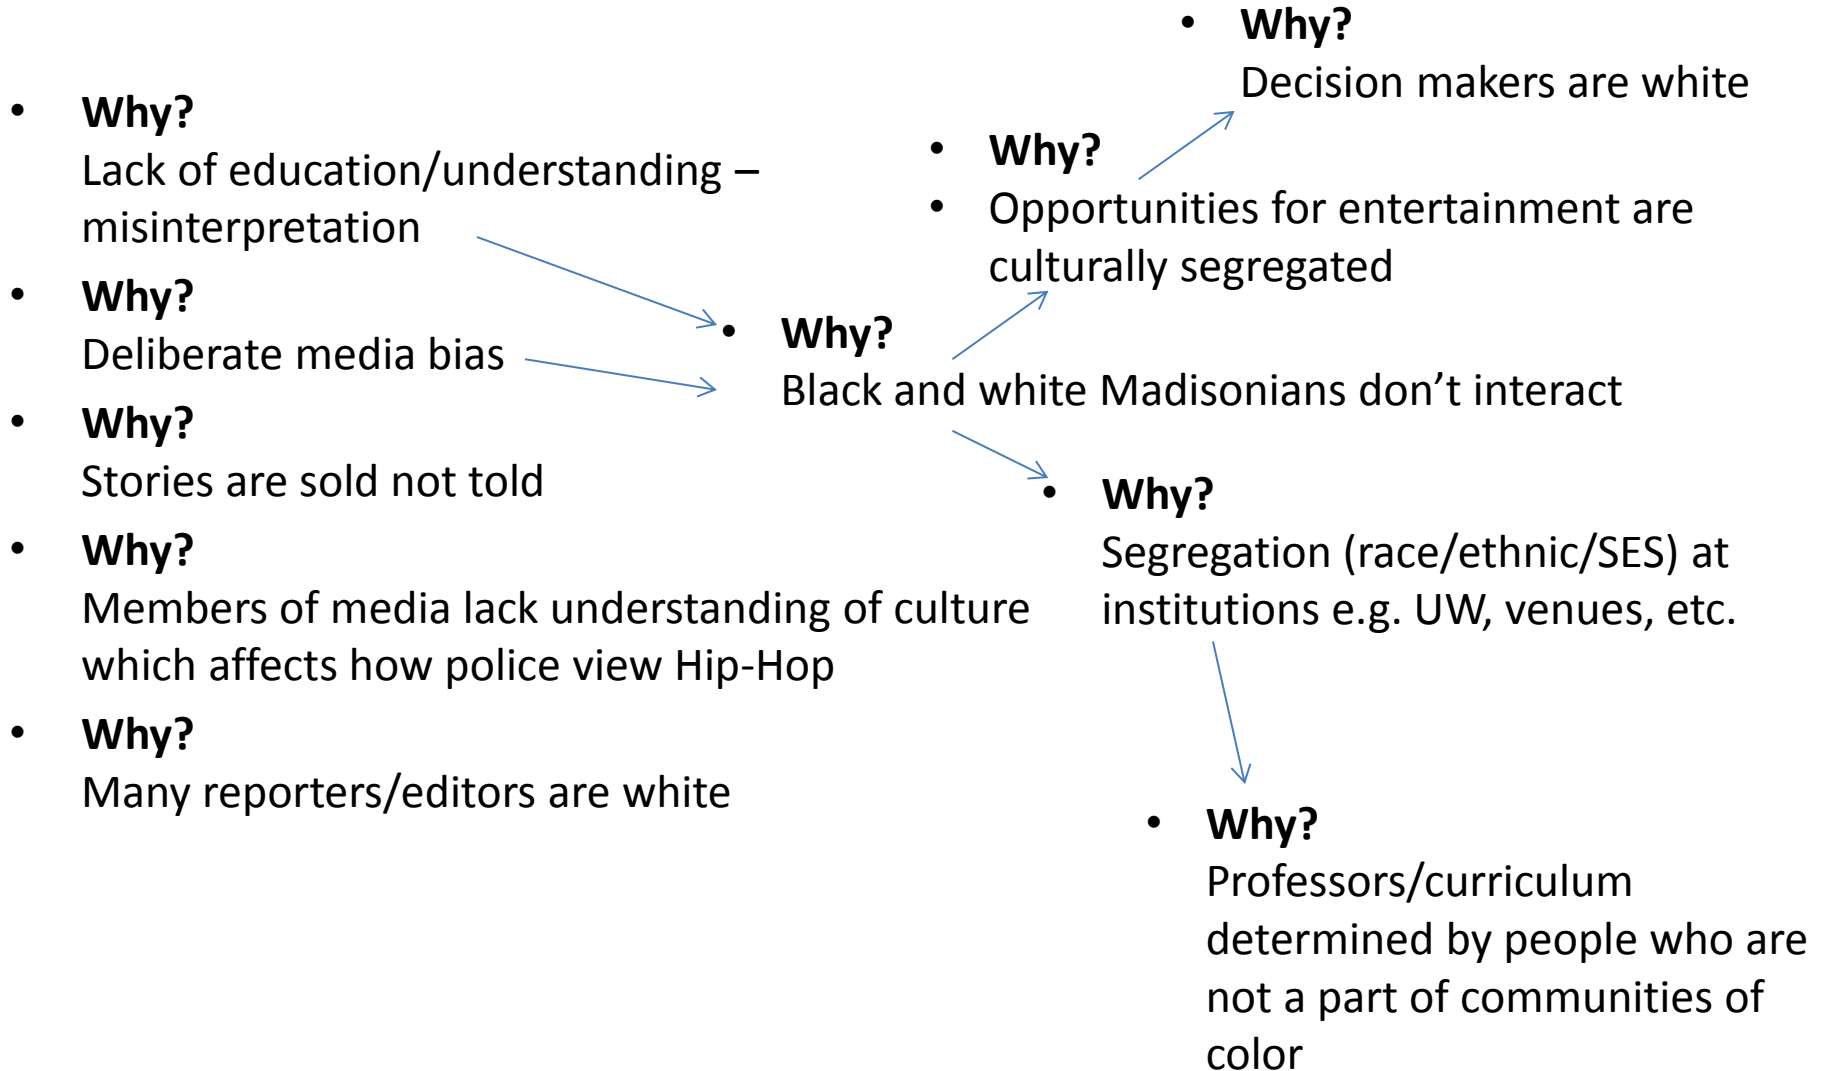 • Why?
Lack of education/understanding –
misinterpretation
• Why?
Deliberate media bias
• Why?
Stories are sold not told
• Why?
Members of media lack understanding of culture
which affects how police view Hip-Hop
• Why?
Many reporters/editors are white
• Why?
Black and white Madisonians don’t interact
• Why?
• Opportunities for entertainment are
culturally segregated
• Why?
Decision makers are white
• Why?
Segregation (race/ethnic/SES) at
institutions e.g. UW, venues, etc.
• Why?
Professors/curriculum
determined by people who are
not a part of communities of
color